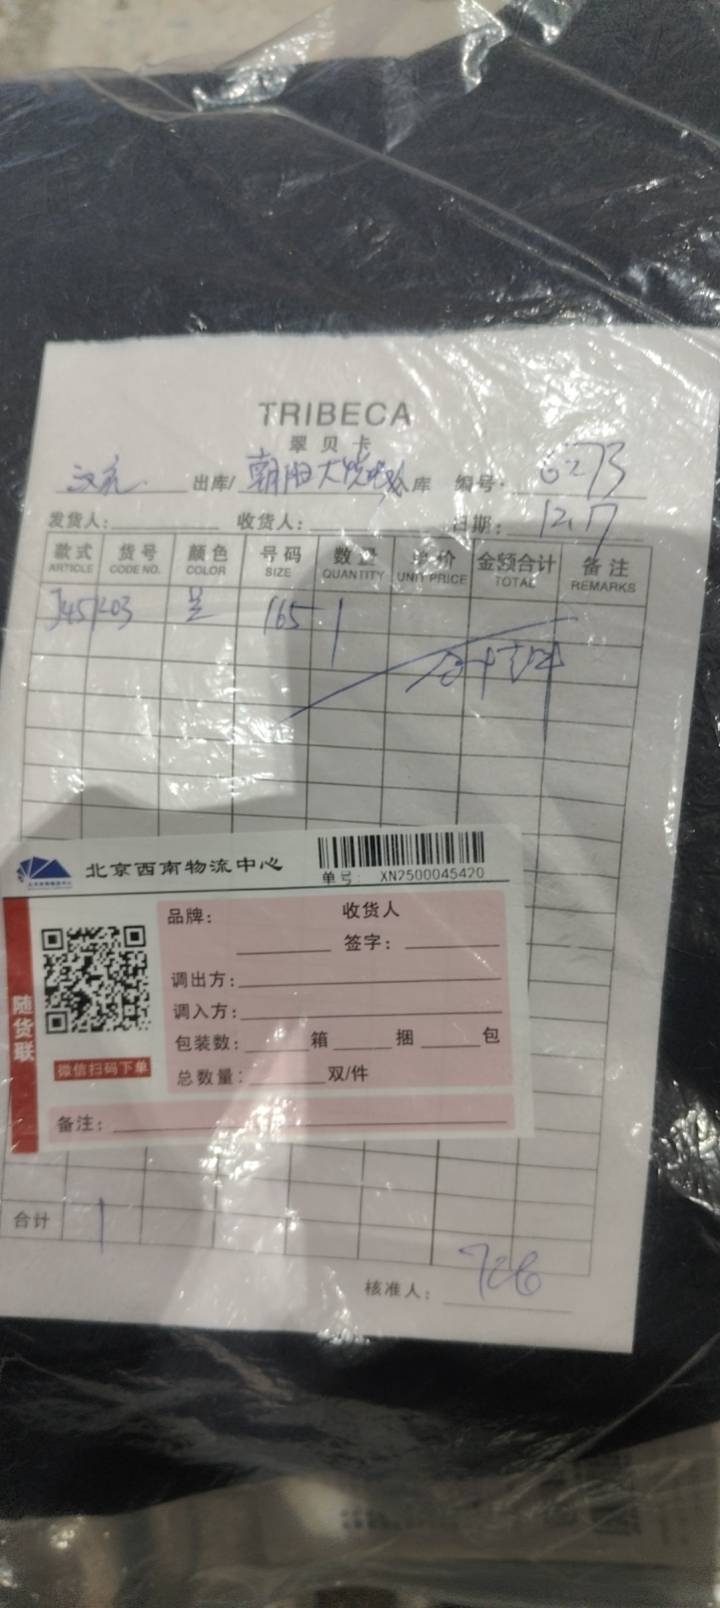 TRIBECA
翠贝卡
出库/ 朝阳大悦城 库 编号: 6273
发货人: 收货人: 日期: 12.17
款式 货号 颜色 号码 数量 单价 金额合计 备注
ARTICLE CODE NO. COLOR SIZE QUANTITY UNIT PRICE TOTAL REMARKS
J451K03 165 1
北京西南物流中心
单号: XN2500045420
品牌: 收货人
签字:
调出方:
调入方:
包装数: 箱 捆 包
总数量: 双/件
随货联
微信扫码下单
备注:
合计 1
核准人: 726